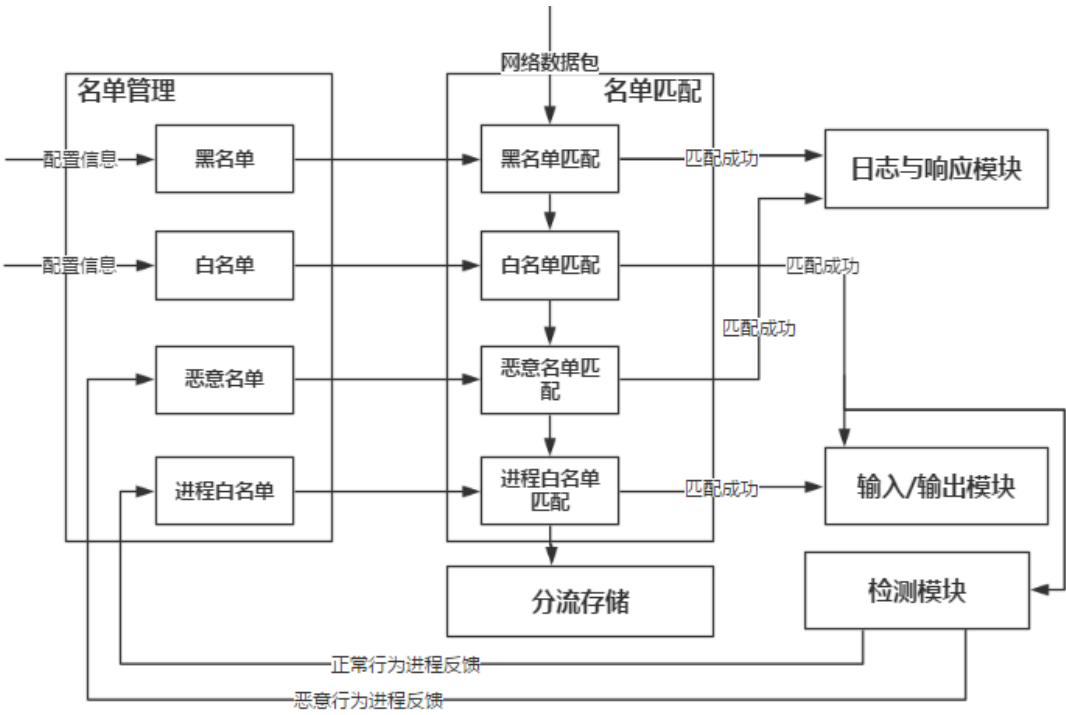 网络数据包
名单管理
名单匹配
配置信息
黑名单
黑名单匹配
匹配成功
日志与响应模块
配置信息
白名单
白名单匹配
匹配成功
匹配成功
恶意名单
恶意名单匹
配
进程白名单
进程白名单
匹配
匹配成功
输入/输出模块
分流存储
检测模块
正常行为进程反馈
恶意行为进程反馈